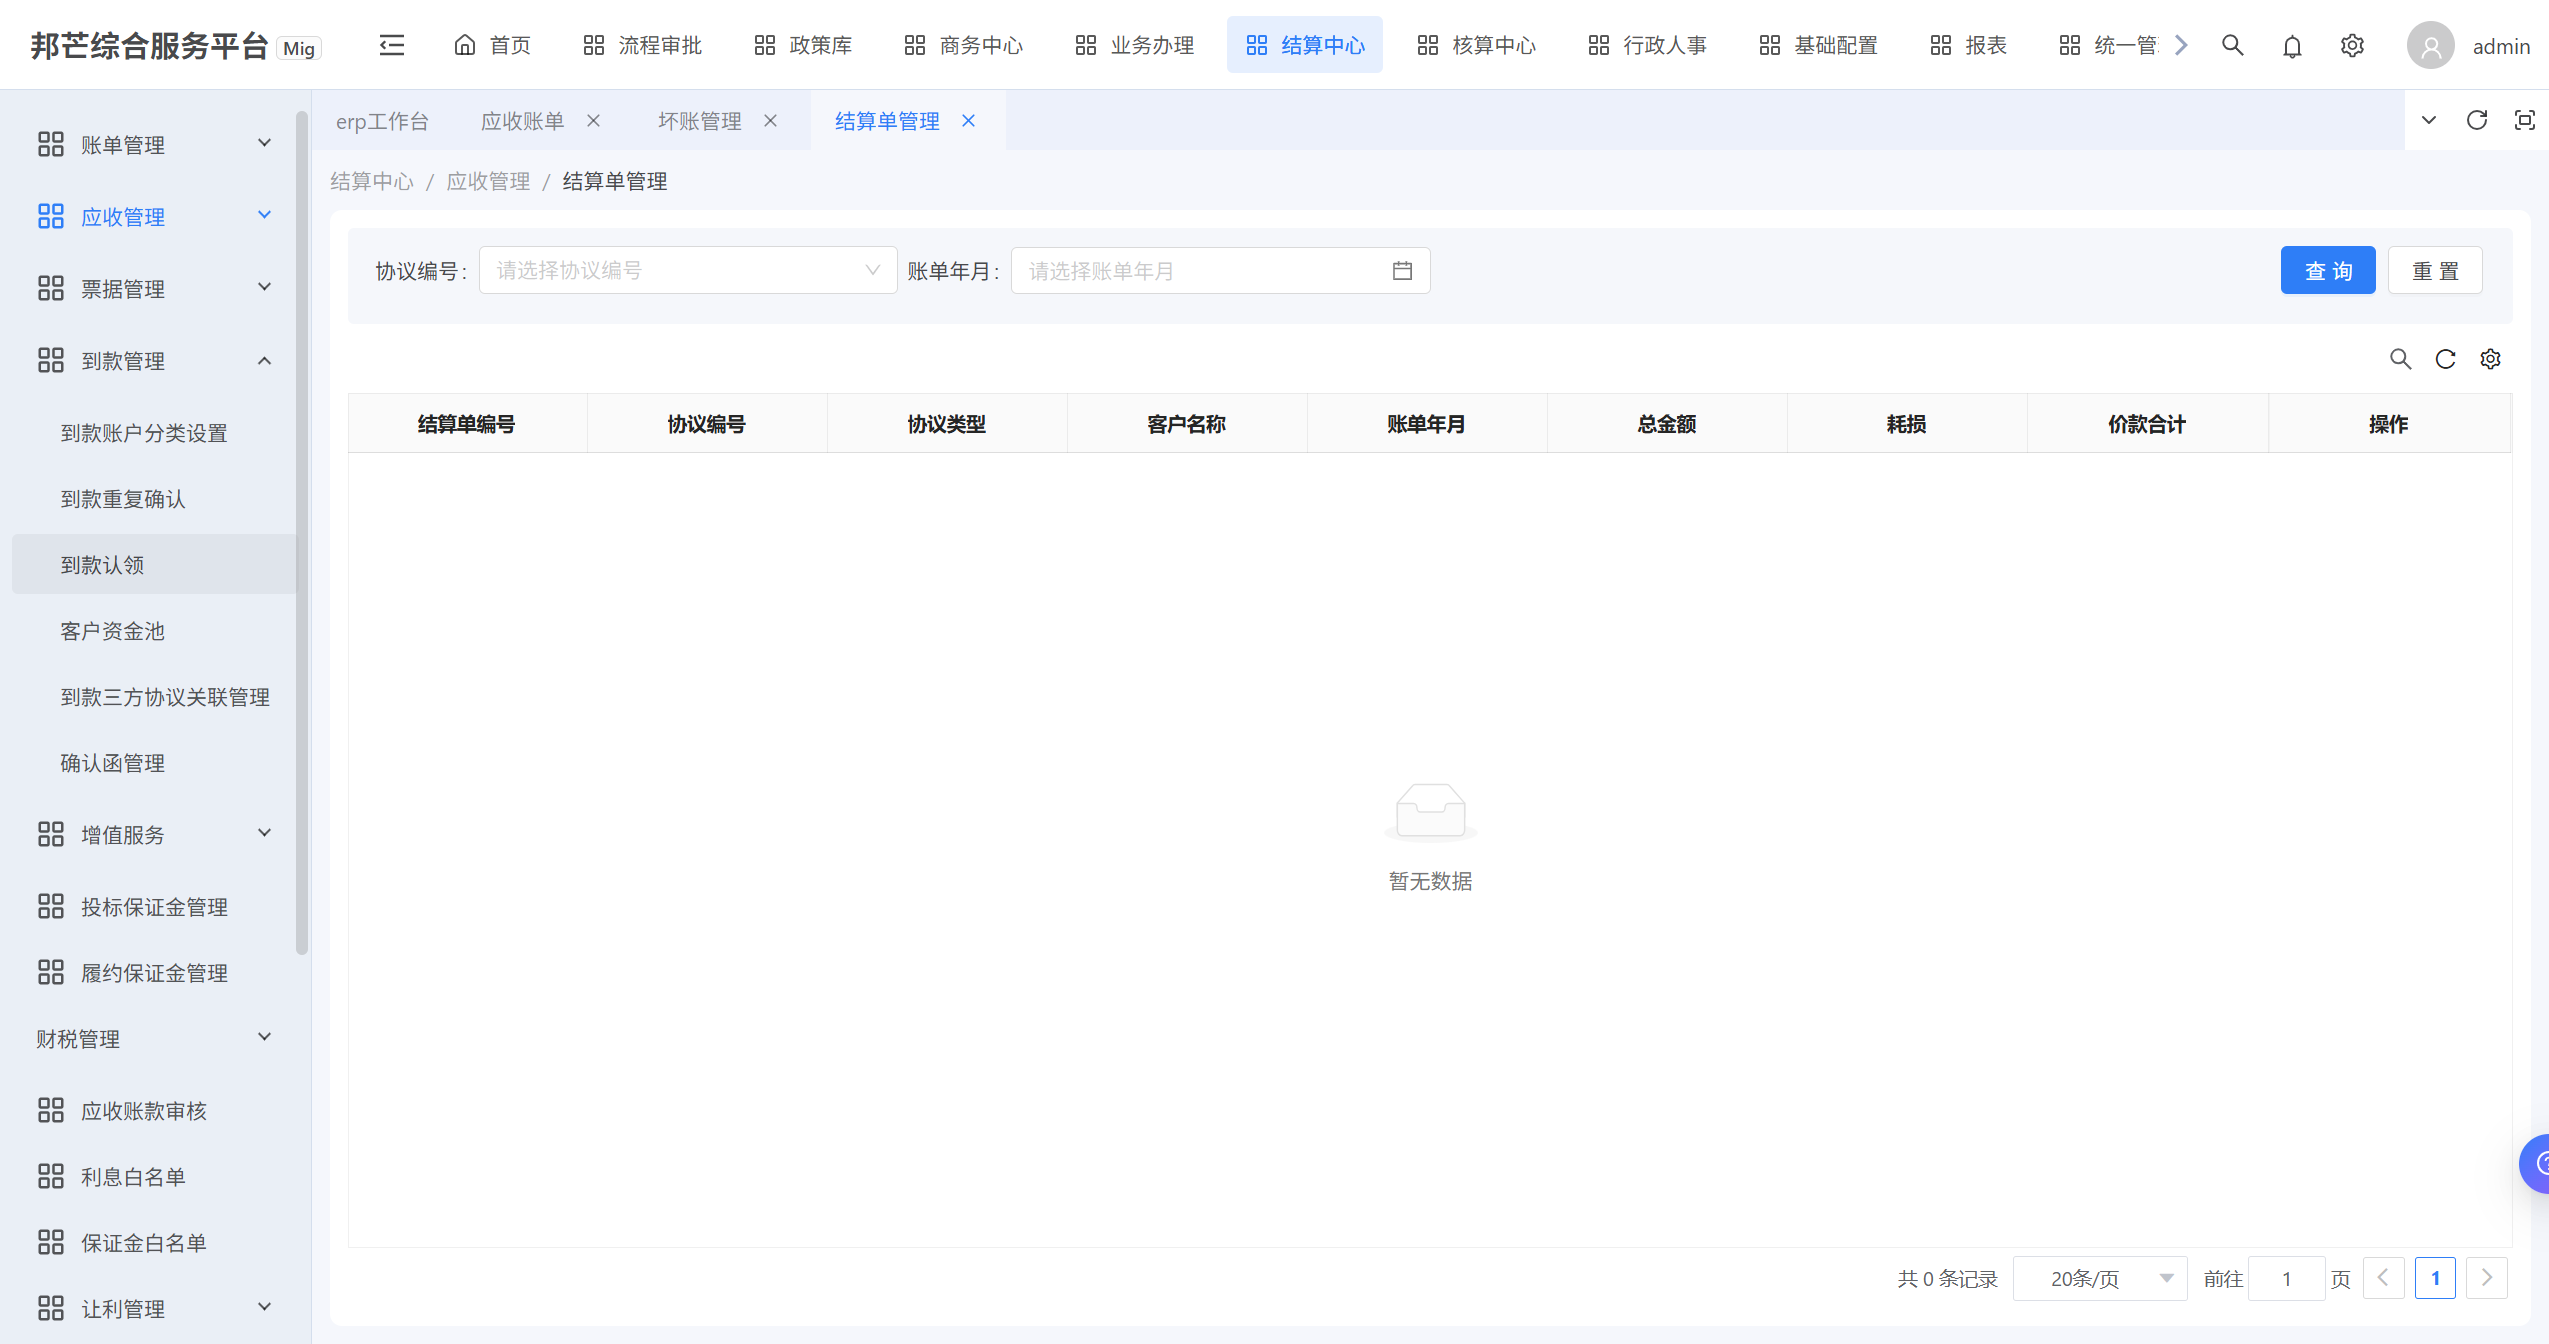 邦芒综合服务平台 Mig
首页 流程审批 政策库 商务中心 业务办理 结算中心 核算中心 行政人事 基础配置 报表 统一管
admin
账单管理
应收管理
票据管理
到款管理
到款账户分类设置
到款重复确认
到款认领
客户资金池
到款三方协议关联管理
确认函管理
增值服务
投标保证金管理
履约保证金管理
财税管理
应收账款审核
利息白名单
保证金白名单
让利管理
erp工作台 应收账单 坏账管理 结算单管理
结算中心 / 应收管理 / 结算单管理
协议编号: 请选择协议编号 账单年月: 请选择账单年月 查 询 重 置
结算单编号 协议编号 协议类型 客户名称 账单年月 总金额 耗损 价款合计 操作
暂无数据
共 0 条记录 20条/页 前往 1 页 1